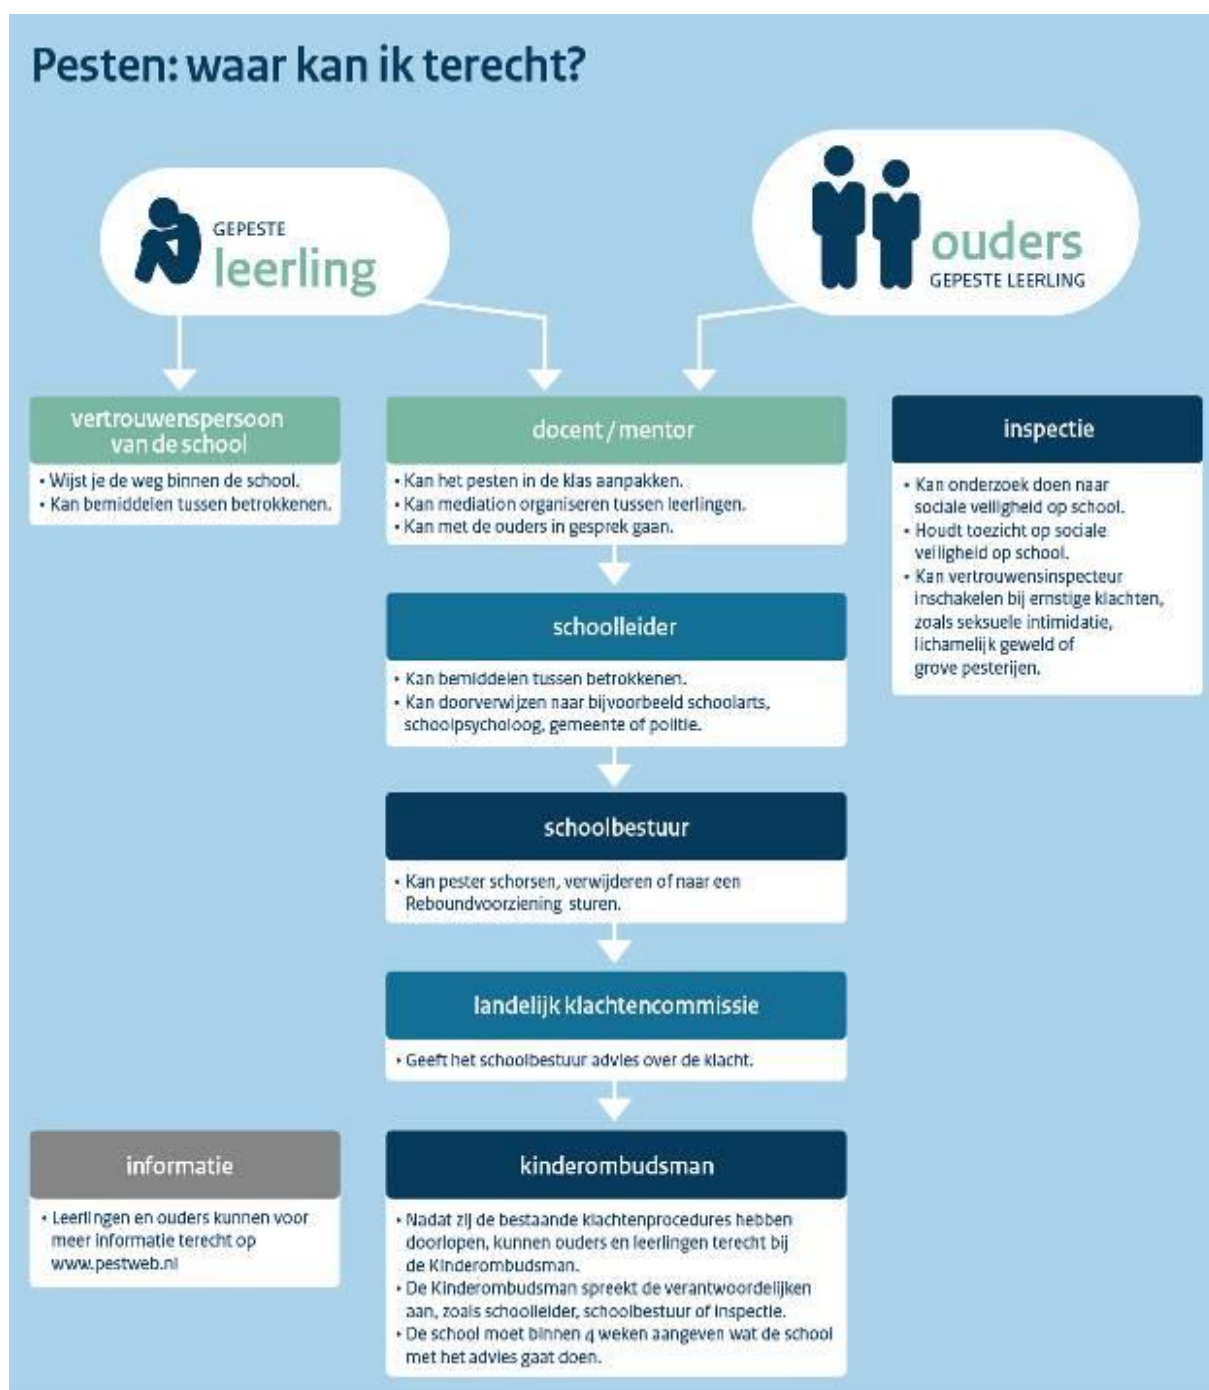 Pesten: waar kan ik terecht?
GEPESTE
leerling
ouders
GEPESTE LEERLING
vertrouwenspersoon
van de school
• Wijst je de weg binnen de school.
• Kan bemiddelen tussen betrokkenen.
docent / mentor
• Kan het pesten in de klas aanpakken.
• Kan mediation organiseren tussen leerlingen.
• Kan met de ouders in gesprek gaan.
inspectie
• Kan onderzoek doen naar
sociale veiligheid op school.
• Houdt toezicht op sociale
veiligheid op school.
• Kan vertrouwensinspecteur
inschakelen bij ernstige klachten,
zoals seksuele intimidatie,
lichamelijk geweld of
grove pesterijen.
schoolleider
• Kan bemiddelen tussen betrokkenen.
• Kan doorverwijzen naar bijvoorbeeld schoolarts,
schoolpsycholoog, gemeente of politie.
schoolbestuur
• Kan pester schorsen, verwijderen of naar een
Reboundvoorziening sturen.
landelijk klachtencommissie
• Geeft het schoolbestuur advies over de klacht.
informatie
• Leerlingen en ouders kunnen voor
meer informatie terecht op
www.pestweb.nl
kinderombudsman
• Nadat zij de bestaande klachtenprocedures hebben
doorlopen, kunnen ouders en leerlingen terecht bij
de Kinderombudsman.
• De Kinderombudsman spreekt de verantwoordelijken
aan, zoals schoolleider, schoolbestuur of inspectie.
• De school moet binnen 4 weken aangeven wat de school
met het advies gaat doen.